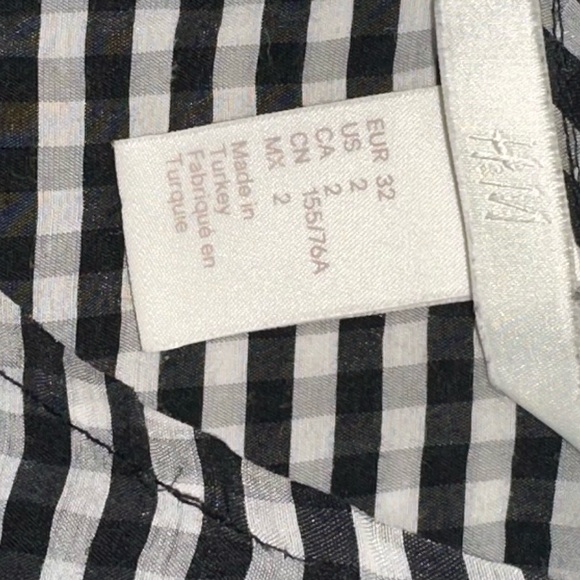 EUR 32
US 2
CA 2
CN 155/76A
MX 2
Made in
Turkey
Fabriqué en
Turquie
H&M